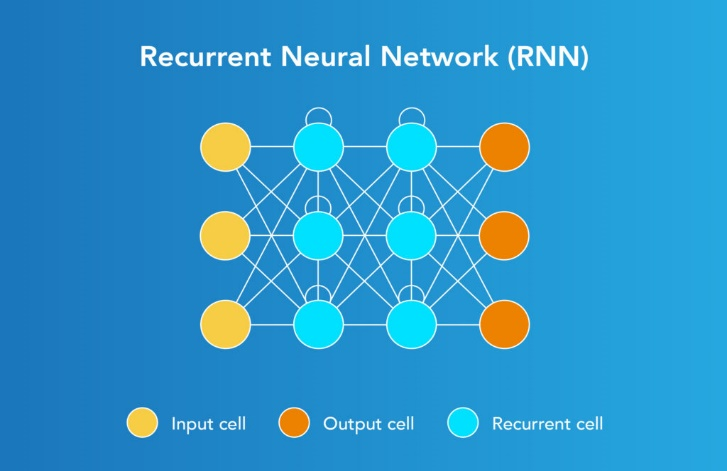 Recurrent Neural Network (RNN)
Input cell
Output cell
Recurrent cell